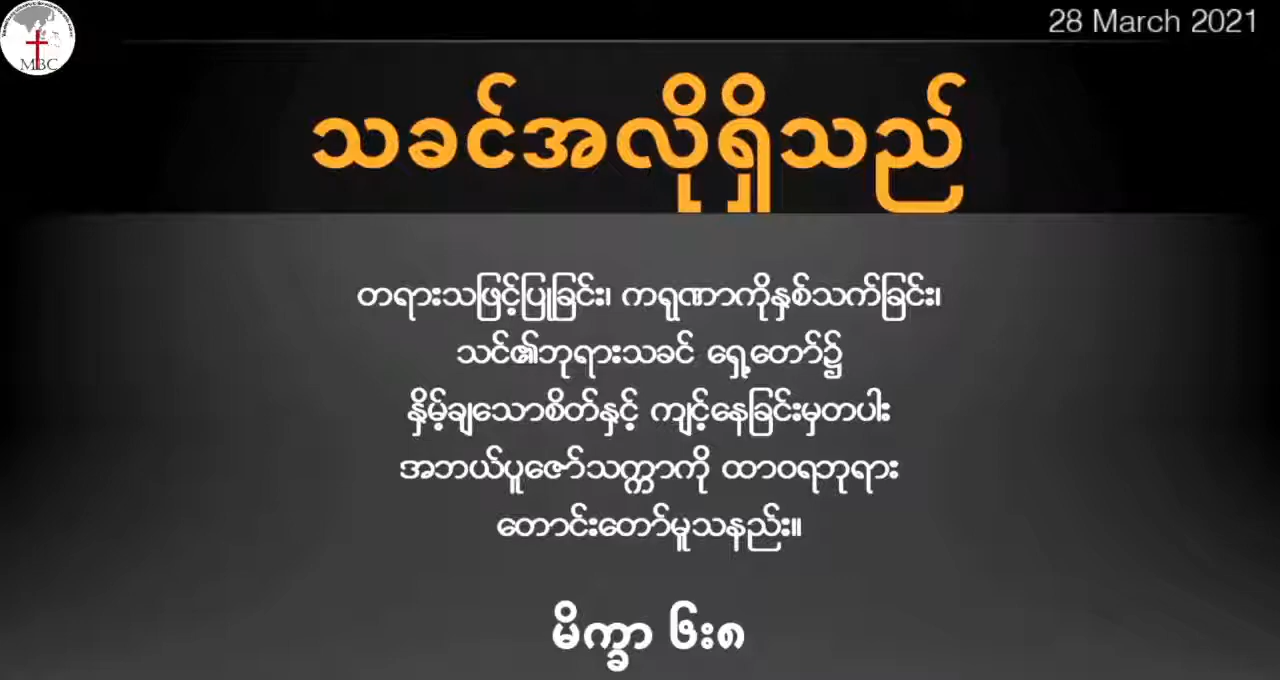 28 March 2021
MBC
သခင်အလိုရှိသည်
တရားသဖြင့်ပြုခြင်း၊ ကရုဏာကိုနှစ်သက်ခြင်း၊
သင်၏ဘုရားသခင် ရှေ့တော်၌
နှိမ့်ချသောစိတ်နှင့် ကျင့်နေခြင်းမှတပါး
အဘယ်ပူဇော်သက္ကာကို ထာဝရဘုရား
တောင်းတော်မူသနည်း။
မိက္ခာ ၆း၈